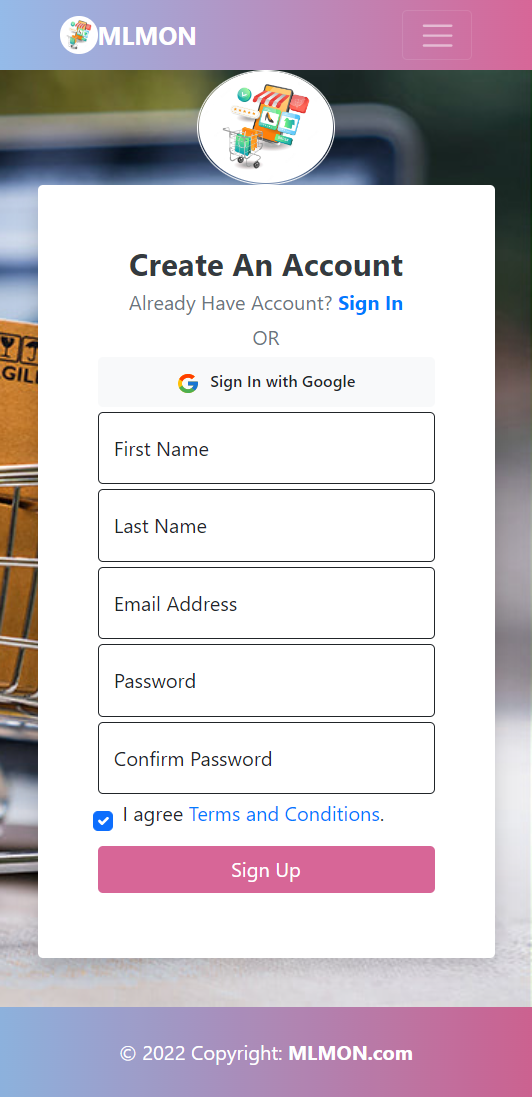 MLMON
Create An Account
Already Have Account? Sign In
OR
Sign In with Google
First Name
Last Name
Email Address
Password
Confirm Password
I agree Terms and Conditions.
Sign Up
© 2022 Copyright: MLMON.com